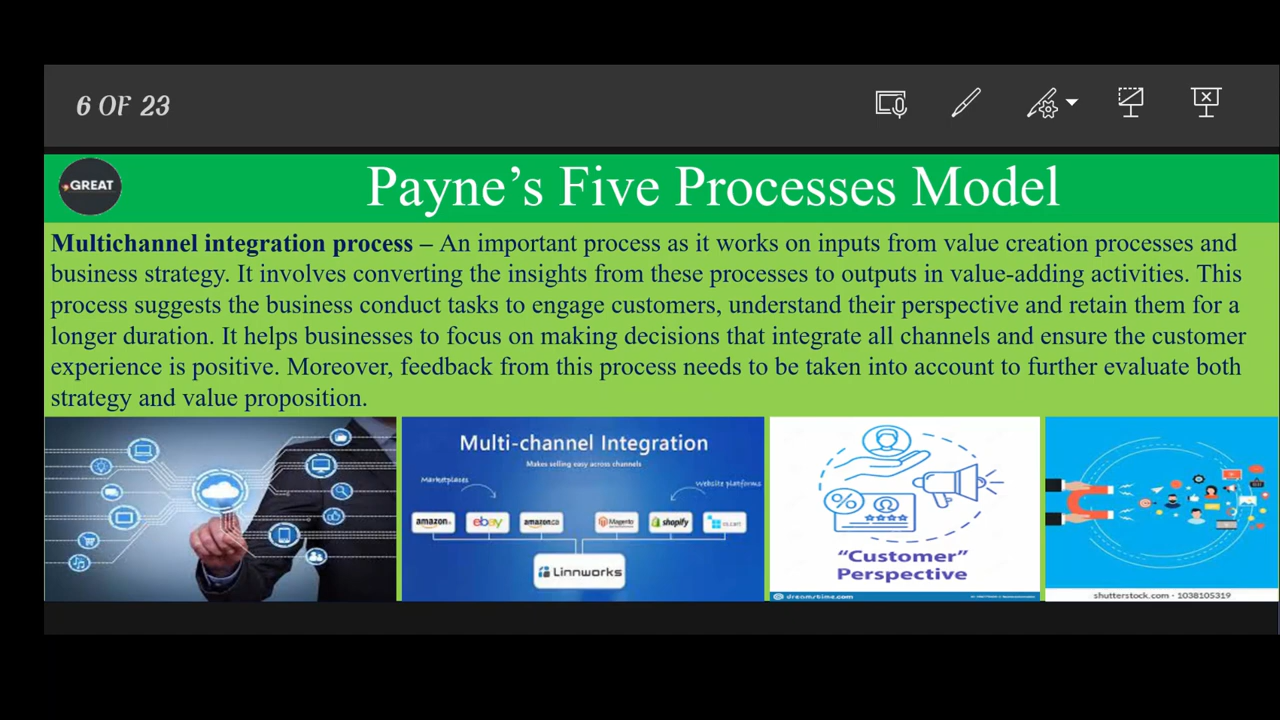 6 OF 23
GREAT
Payne's Five Processes Model
Multichannel integration process – An important process as it works on inputs from value creation processes and
business strategy. It involves converting the insights from these processes to outputs in value-adding activities. This
process suggests the business conduct tasks to engage customers, understand their perspective and retain them for a
longer duration. It helps businesses to focus on making decisions that integrate all channels and ensure the customer
experience is positive. Moreover, feedback from this process needs to be taken into account to further evaluate both
strategy and value proposition.
Multi-channel Integration
Makes selling easy across channels
Marketplaces
Website platforms
amazon. ebay amazon.co Magento shopify cs.cart
Linnworks
"Customer"
Perspective
dreamstime.com
shutterstock.com · 1038105319